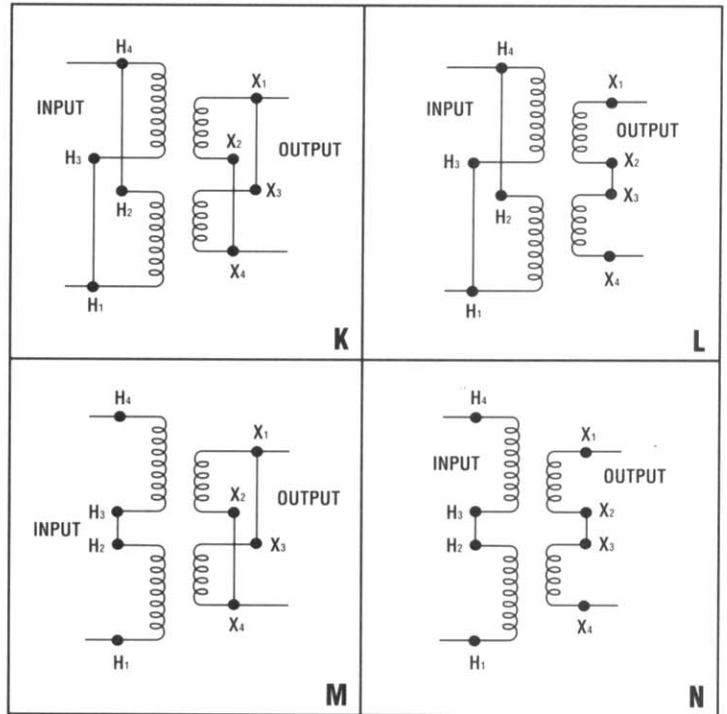 H4
INPUT
X1
X2
OUTPUT
H3
X3
H2
X4
H1
K
H4
X1
INPUT
OUTPUT
H3
X2
X3
H2
X4
H1
L
H4
X1
X2
OUTPUT
H3
INPUT
H2
X3
X4
H1
M
H4
X1
INPUT
OUTPUT
H3
X2
H2
X3
X4
H1
N